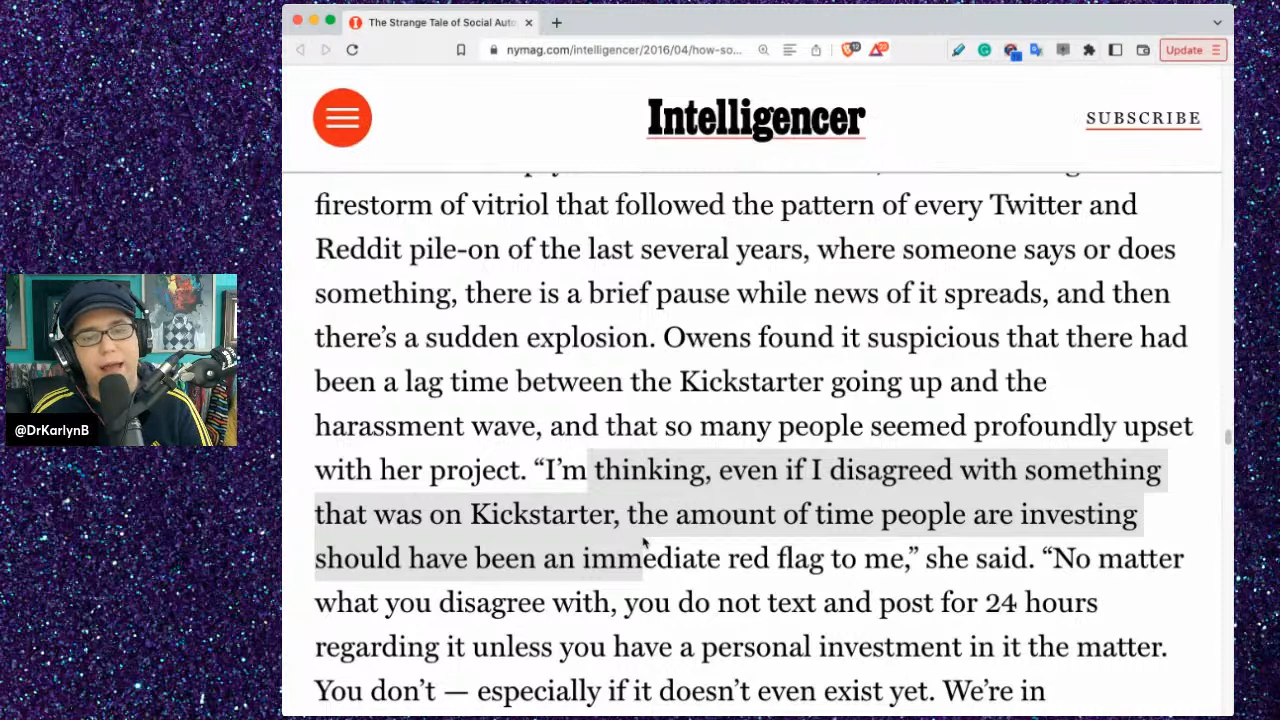 The Strange Tale of Social Auto
nymag.com/intelligencer/2016/04/how-so...
Update
Intelligencer
SUBSCRIBE
firestorm of vitriol that followed the pattern of every Twitter and
Reddit pile-on of the last several years, where someone says or does
something, there is a brief pause while news of it spreads, and then
there’s a sudden explosion. Owens found it suspicious that there had
been a lag time between the Kickstarter going up and the
harassment wave, and that so many people seemed profoundly upset
with her project. “I’m thinking, even if I disagreed with something
that was on Kickstarter, the amount of time people are investing
should have been an immediate red flag to me,” she said. “No matter
what you disagree with, you do not text and post for 24 hours
regarding it unless you have a personal investment in it the matter.
You don’t — especially if it doesn’t even exist yet. We’re in
@DrKarlynB